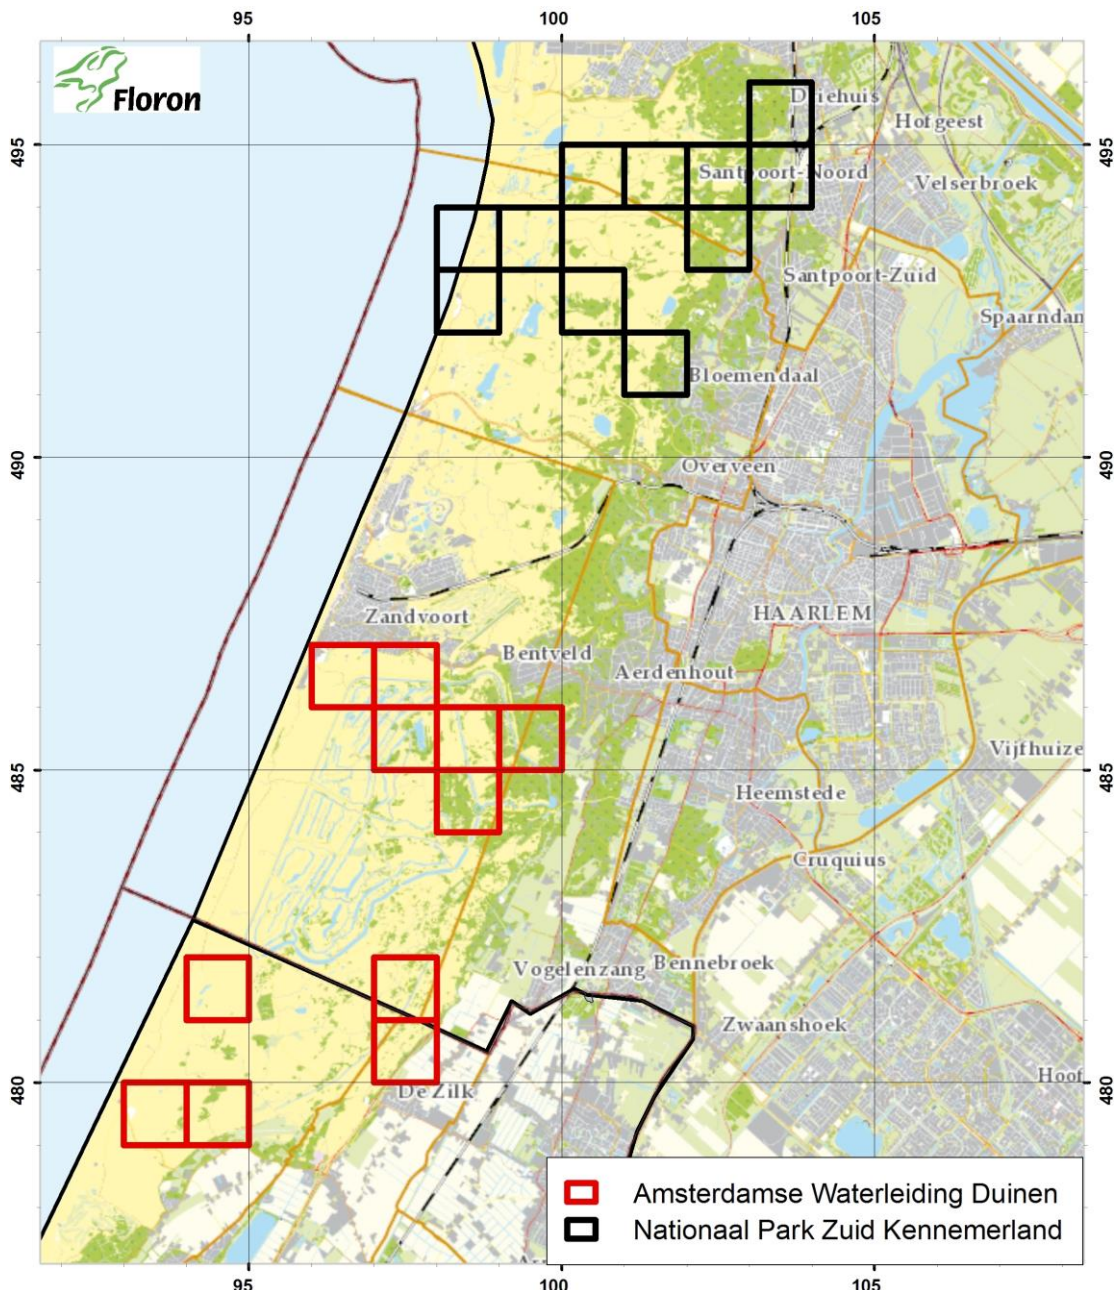 95 100 105
Floron
Driehuis
Hofgeest
495 495
Santpoort-Noord
Velserbroek
Santpoort-Zuid
Spaarndam
Bloemendaal
490 490
Overveen
Zandvoort
HAARLEM
Bentveld
Aerdenhout
Vijfhuize
485 485
Heemstede
Cruquius
Vogelenzang
Bennebroek
Zwaanshoek
480 480
De Zilk
Hoof
Amsterdamse Waterleiding Duinen
Nationaal Park Zuid Kennemerland
95 100 105